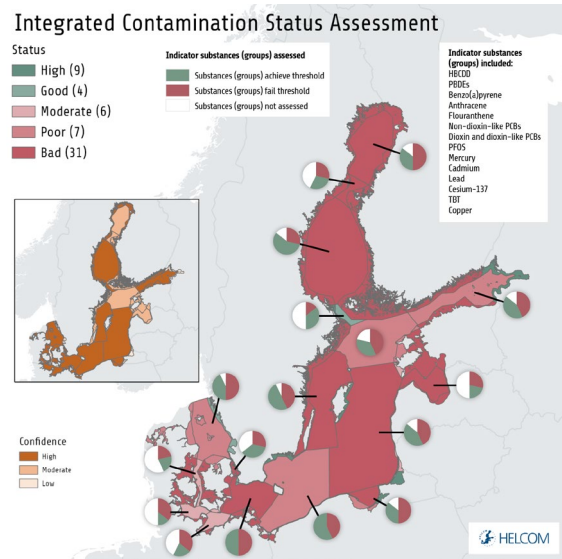 Integrated Contamination Status Assessment
Status
High (9)
Good (4)
Moderate (6)
Poor (7)
Bad (31)
Indicator substances (groups) assessed
Substances (groups) achieve threshold
Substances (groups) fail threshold
Substances (groups) not assessed
Indicator substances
(groups) included:
HBCDD
PBDEs
Benzo(a)pyrene
Anthracene
Flouranthene
Non-dioxin-like PCBs
Dioxin and dioxin-like PCBs
PFOS
Mercury
Cadmium
Lead
Cesium-137
TBT
Copper
Confidence
High
Moderate
Low
HELCOM